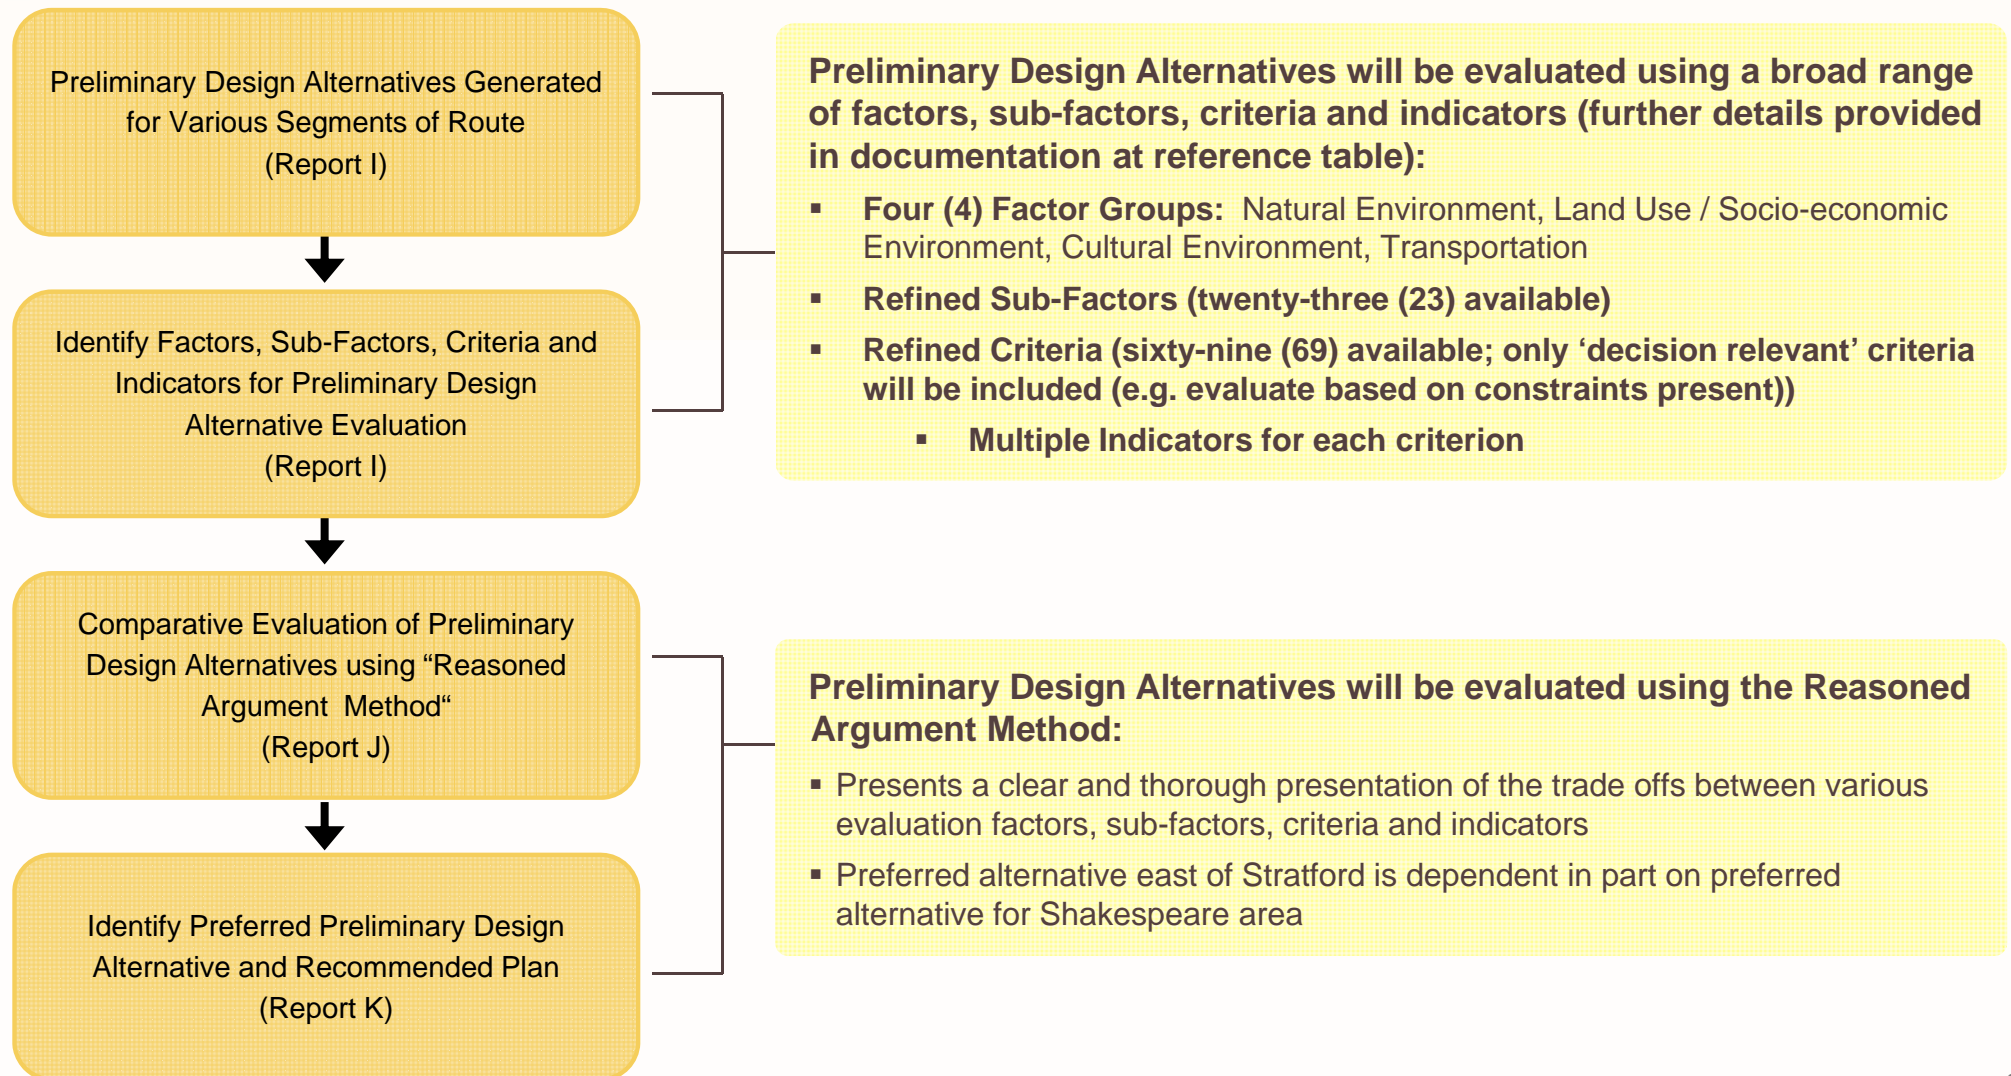 Preliminary Design Alternatives Generated
for Various Segments of Route
(Report I)
Identify Factors, Sub-Factors, Criteria and
Indicators for Preliminary Design
Alternative Evaluation
(Report I)
Comparative Evaluation of Preliminary
Design Alternatives using “Reasoned
Argument  Method“
(Report J)
Identify Preferred Preliminary Design
Alternative and Recommended Plan
(Report K)
Preliminary Design Alternatives will be evaluated using a broad range
of factors, sub-factors, criteria and indicators (further details provided
in documentation at reference table):
▪ Four (4) Factor Groups:  Natural Environment, Land Use / Socio-economic
Environment, Cultural Environment, Transportation
▪ Refined Sub-Factors (twenty-three (23) available)
▪ Refined Criteria (sixty-nine (69) available; only ‘decision relevant’ criteria
will be included (e.g. evaluate based on constraints present))
▪ Multiple Indicators for each criterion
Preliminary Design Alternatives will be evaluated using the Reasoned
Argument Method:
▪ Presents a clear and thorough presentation of the trade offs between various
evaluation factors, sub-factors, criteria and indicators
▪ Preferred alternative east of Stratford is dependent in part on preferred
alternative for Shakespeare area